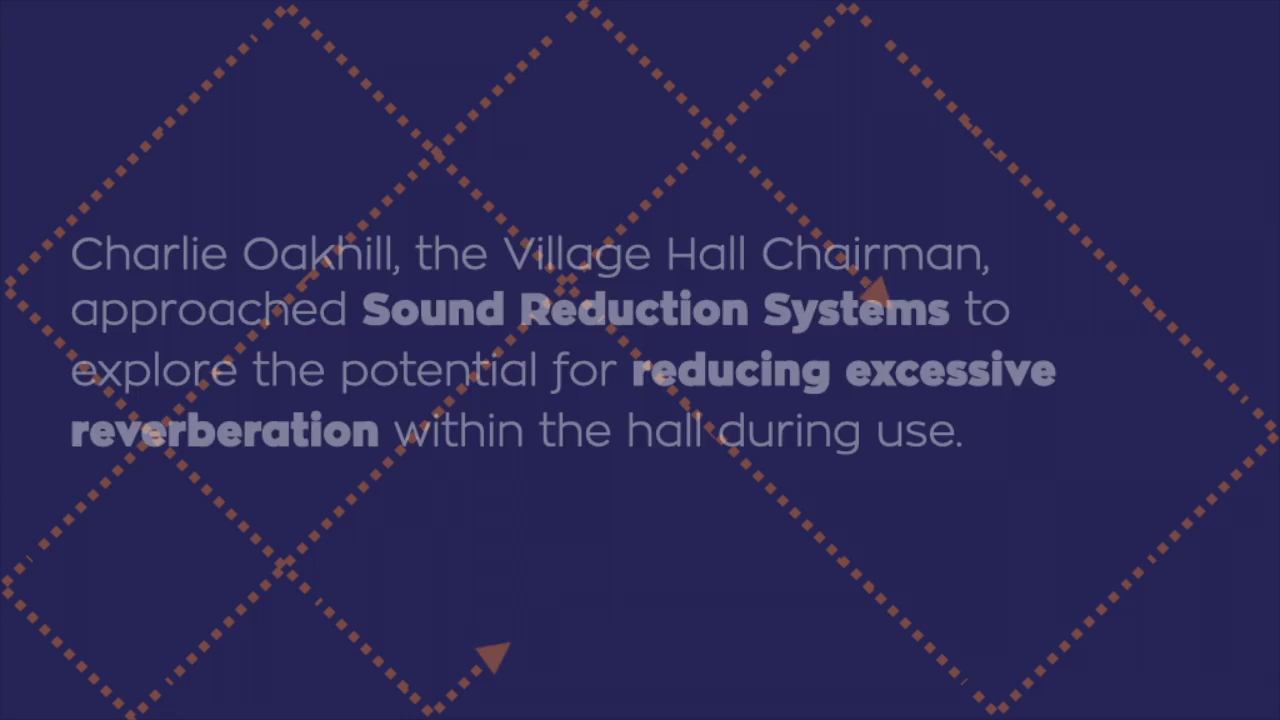 Charlie Oakhill, the Village Hall Chairman,
approached Sound Reduction Systems to
explore the potential for reducing excessive
reverberation within the hall during use.